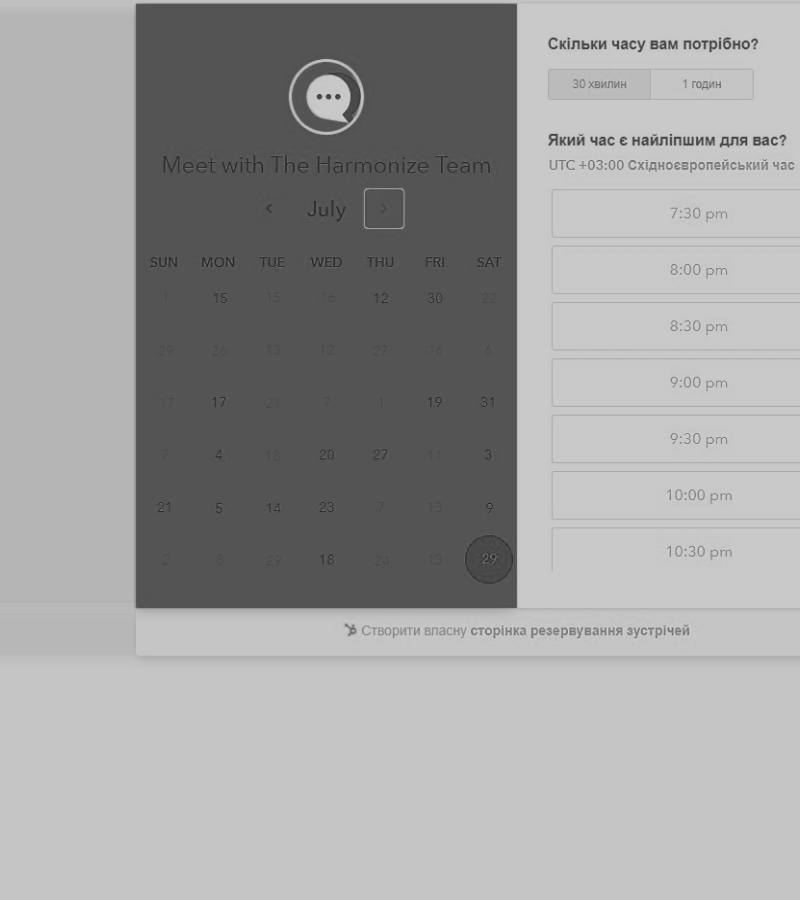 Meet with The Harmonize Team
July
SUN MON TUE WED THU FRI SAT
1 15 15 16 12 30 22
29 26 13 12 27 16 6
17 17 21 7 19 31
7 4 18 20 27 11 3
21 5 14 23 7 13 9
2 8 29 18 24 13 29
Скільки часу вам потрібно?
30 хвилин 1 годин
Який час є найліпшим для вас?
UTC +03:00 Східноєвропейський час
7:30 pm
8:00 pm
8:30 pm
9:00 pm
9:30 pm
10:00 pm
10:30 pm
Створити власну сторінка резервування зустрічей